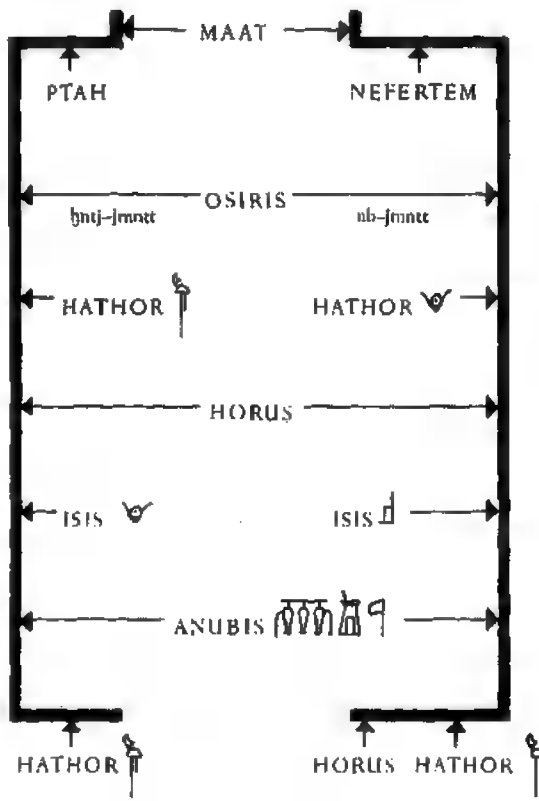 MAAT
PTAH NEFERTEM
OSIRIS
ḫntj-jmntt nb-jmntt
HATHOR HATHOR
HORUS
ISIS ISIS
ANUBIS
HATHOR HORUS HATHOR